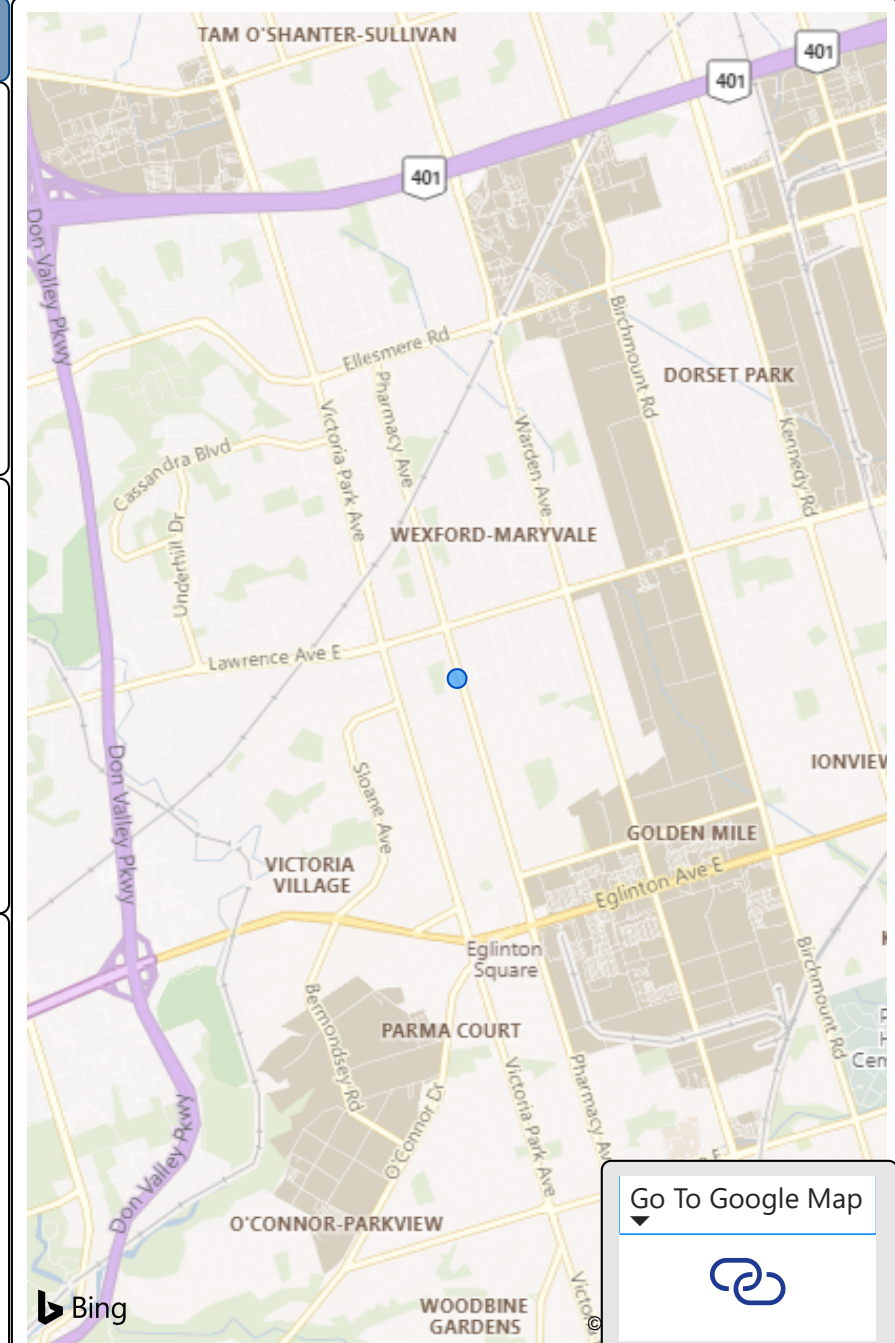 TAM O'SHANTER-SULLIVAN
401
401
401
Don Valley Pkwy
Ellesmere Rd
Birchmount Rd
DORSET PARK
Pharmacy Ave
Victoria Park Ave
Warden Ave
Kennedy Rd
Cassandra Blvd
Underhill Dr
WEXFORD-MARYVALE
Lawrence Ave E
Don Valley Pkwy
Sloane Ave
IONVIEW
GOLDEN MILE
VICTORIA
VILLAGE
Eglinton Ave E
Eglinton
Square
Birchmount Rd
K
P
H
Cem
Bermondsey Rd
PARMA COURT
Victoria Park Ave
Pharmacy Av
O'Connor Dr
Don Valley Pkwy
E
O'CONNOR-PARKVIEW
Go To Google Map
Bing
WOODBINE
GARDENS
Victo
©